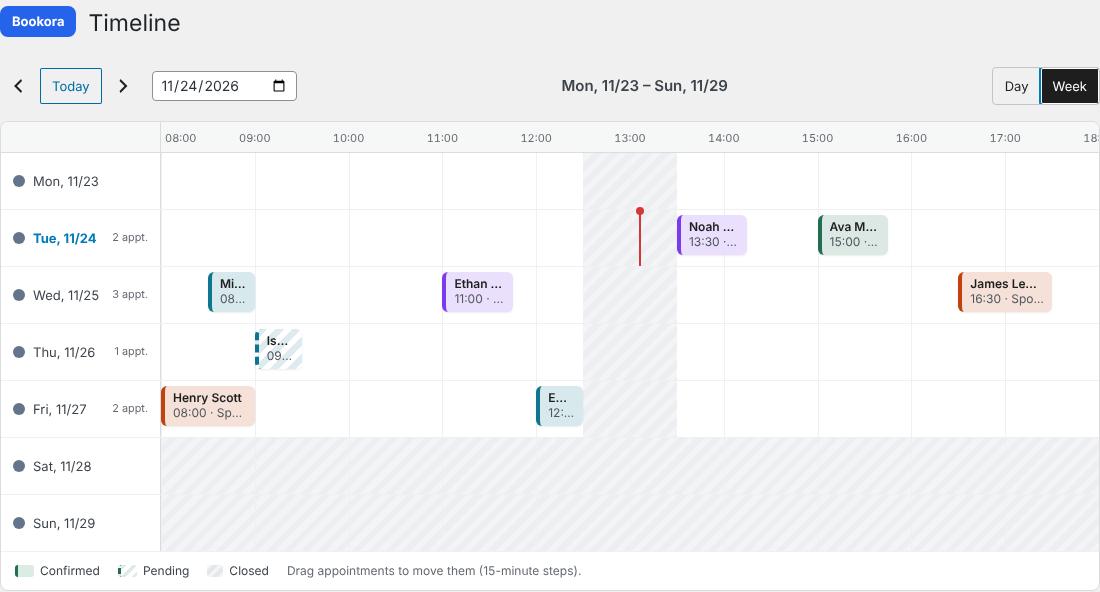 Bookora Timeline
Today 11/24/2026 Mon, 11/23 – Sun, 11/29 Day Week
08:00 09:00 10:00 11:00 12:00 13:00 14:00 15:00 16:00 17:00 18:
Mon, 11/23
Tue, 11/24 2 appt.
Noah ...
13:30 ·...
Ava M...
15:00 ·...
Wed, 11/25 3 appt.
Mi...
08...
Ethan ...
11:00 · ...
James Le...
16:30 · Spo...
Thu, 11/26 1 appt.
Is...
09...
Fri, 11/27 2 appt.
Henry Scott
08:00 · Sp...
E...
12:...
Sat, 11/28
Sun, 11/29
Confirmed Pending Closed Drag appointments to move them (15-minute steps).